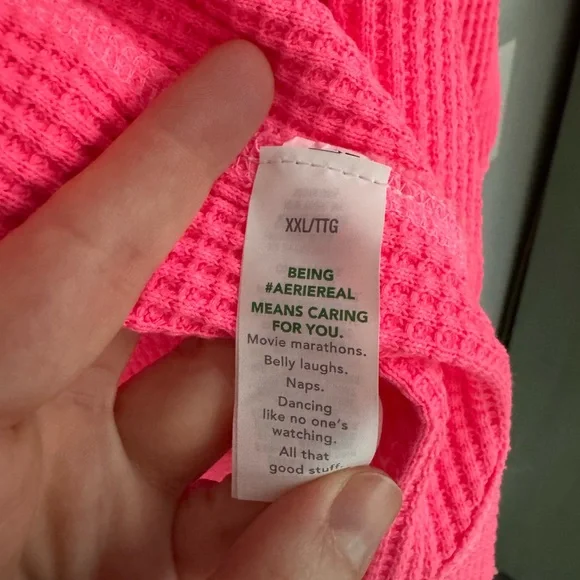 XXL/TTG
BEING
#AERIEREAL
MEANS CARING
FOR YOU.
Movie marathons.
Belly laughs.
Naps.
Dancing
like no one's
watching.
All that
good stuff.